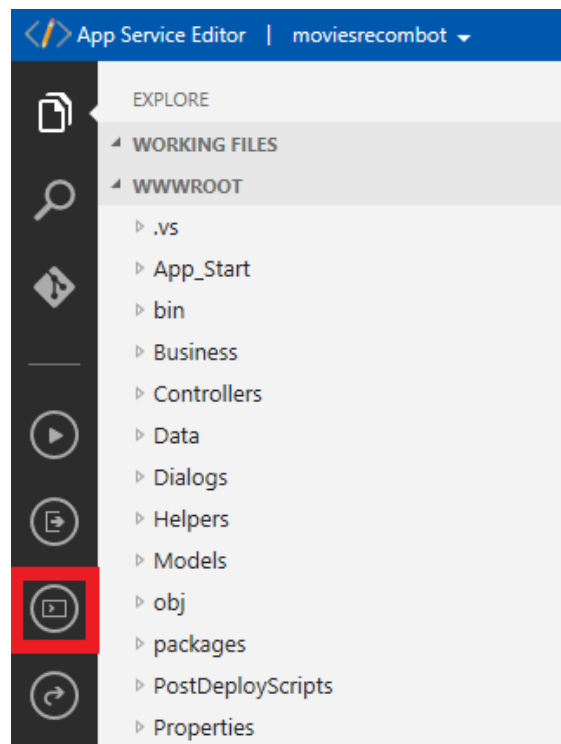 App Service Editor | moviesrecombot
EXPLORE
WORKING FILES
WWWROOT
.vs
App_Start
bin
Business
Controllers
Data
Dialogs
Helpers
Models
obj
packages
PostDeployScripts
Properties